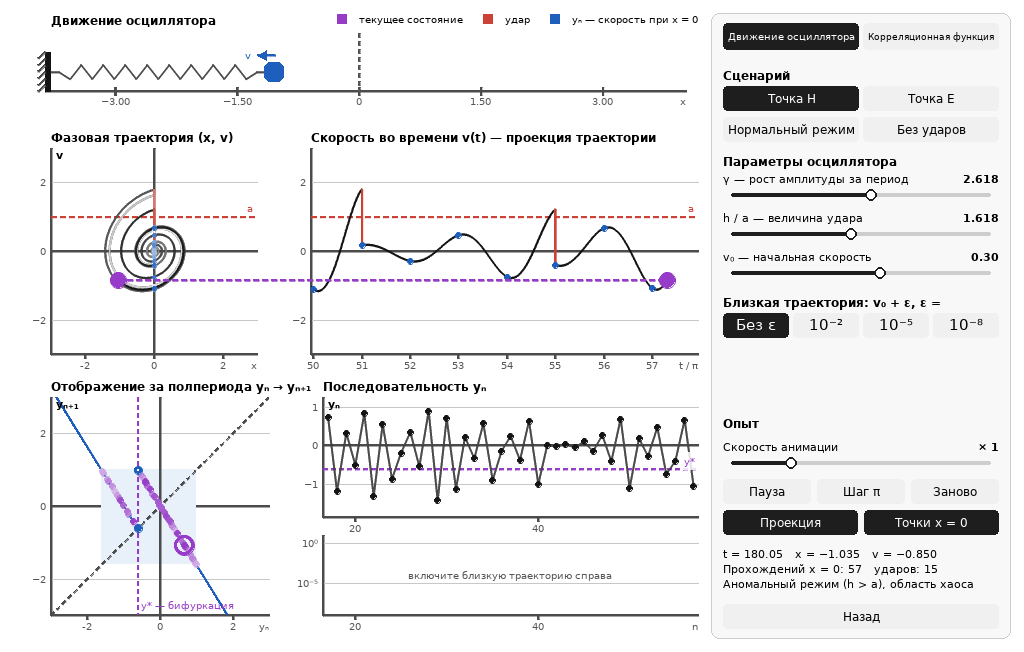 Движение осциллятора
текущее состояние удар yₙ — скорость при x = 0
v
−3.00 −1.50 0 1.50 3.00 x
Фазовая траектория (x, v)
v
2
0
−2
a
-2 0 2 x
Скорость во времени v(t) — проекция траектории
2
0
−2
a
50 51 52 53 54 55 56 57 t / π
Отображение за полпериода yₙ → yₙ₊₁
yₙ₊₁
2
0
−2
y* — бифуркация
-2 0 2 yₙ
Последовательность yₙ
yₙ
1
0
−1
y*
20 40
10⁰
10⁻⁵
включите близкую траекторию справа
20 40 n
Движение осциллятора Корреляционная функция
Сценарий
Точка H Точка E
Нормальный режим Без ударов
Параметры осциллятора
γ — рост амплитуды за период 2.618
h / a — величина удара 1.618
v₀ — начальная скорость 0.30
Близкая траектория: v₀ + ε, ε =
Без ε 10⁻² 10⁻⁵ 10⁻⁸
Опыт
Скорость анимации × 1
Пауза Шаг π Заново
Проекция Точки x = 0
t = 180.05 x = −1.035 v = −0.850
Прохождений x = 0: 57 ударов: 15
Аномальный режим (h > a), область хаоса
Назад